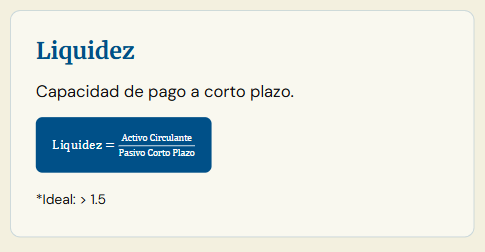 Liquidez
Capacidad de pago a corto plazo.
Liquidez = Activo Circulante / Pasivo Corto Plazo
*Ideal: > 1.5